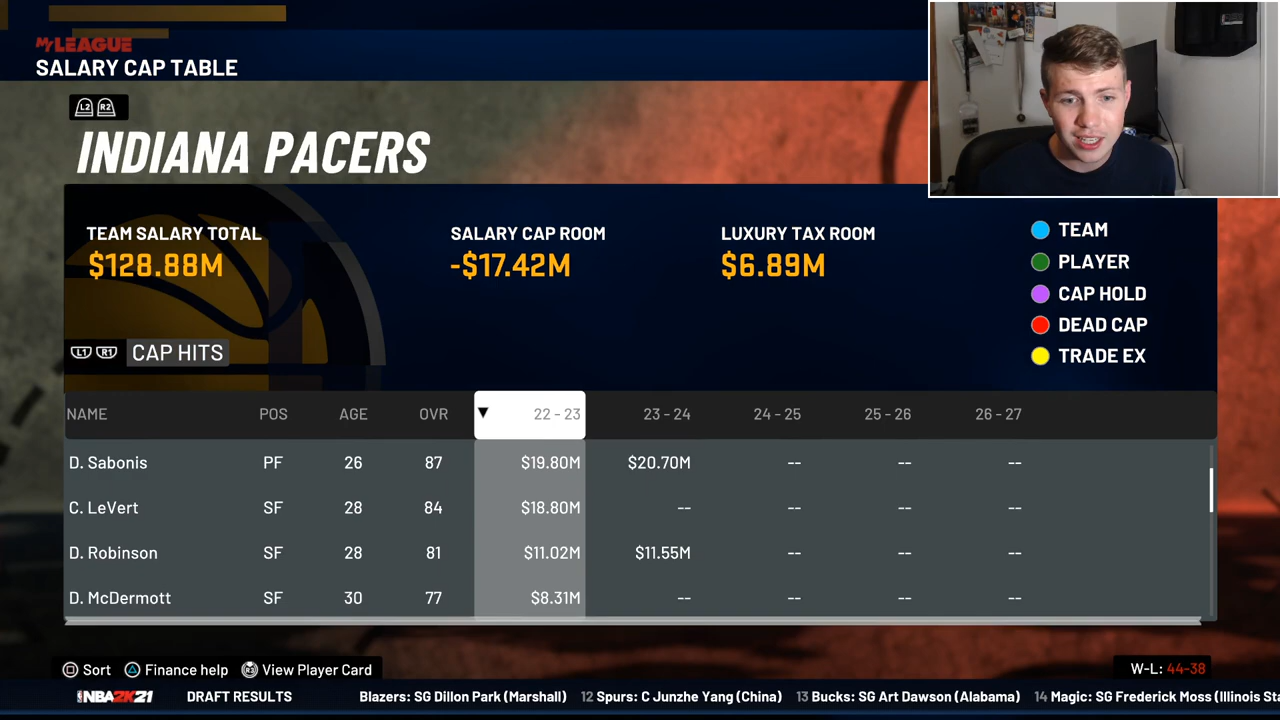 MyLEAGUE
SALARY CAP TABLE
L2 R2
INDIANA PACERS
TEAM SALARY TOTAL SALARY CAP ROOM LUXURY TAX ROOM
$128.88M -$17.42M $6.89M
TEAM
PLAYER
CAP HOLD
DEAD CAP
TRADE EX
L1 R1 CAP HITS
NAME POS AGE OVR 22 - 23 23 - 24 24 - 25 25 - 26 26 - 27
D. Sabonis PF 26 87 $19.80M $20.70M -- -- --
C. LeVert SF 28 84 $18.80M -- -- -- --
D. Robinson SF 28 81 $11.02M $11.55M -- -- --
D. McDermott SF 30 77 $8.31M -- -- -- --
Sort Finance help R3 View Player Card
W-L: 44-38
NBA2K21 DRAFT RESULTS Blazers: SG Dillon Park (Marshall) 12 Spurs: C Junzhe Yang (China) 13 Bucks: SG Art Dawson (Alabama) 14 Magic: SG Frederick Moss (Illinois Sta